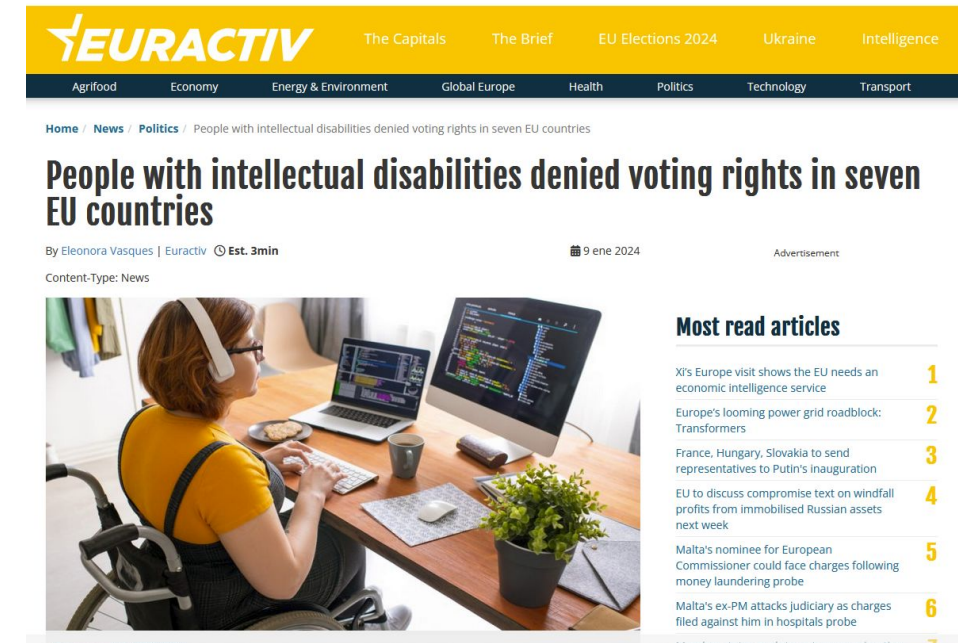 EURACTIV
The Capitals The Brief EU Elections 2024 Ukraine Intelligence
Agrifood Economy Energy & Environment Global Europe Health Politics Technology Transport
Home / News / Politics / People with intellectual disabilities denied voting rights in seven EU countries
People with intellectual disabilities denied voting rights in seven
EU countries
By Eleonora Vasques | Euractiv Est. 3min
9 ene 2024
Advertisement
Content-Type: News
Most read articles
Xi's Europe visit shows the EU needs an
economic intelligence service
1
Europe's looming power grid roadblock:
Transformers
2
France, Hungary, Slovakia to send
representatives to Putin's inauguration
3
EU to discuss compromise text on windfall
profits from immobilised Russian assets
next week
4
Malta's nominee for European
Commissioner could face charges following
money laundering probe
5
Malta's ex-PM attacks judiciary as charges
filed against him in hospitals probe
6